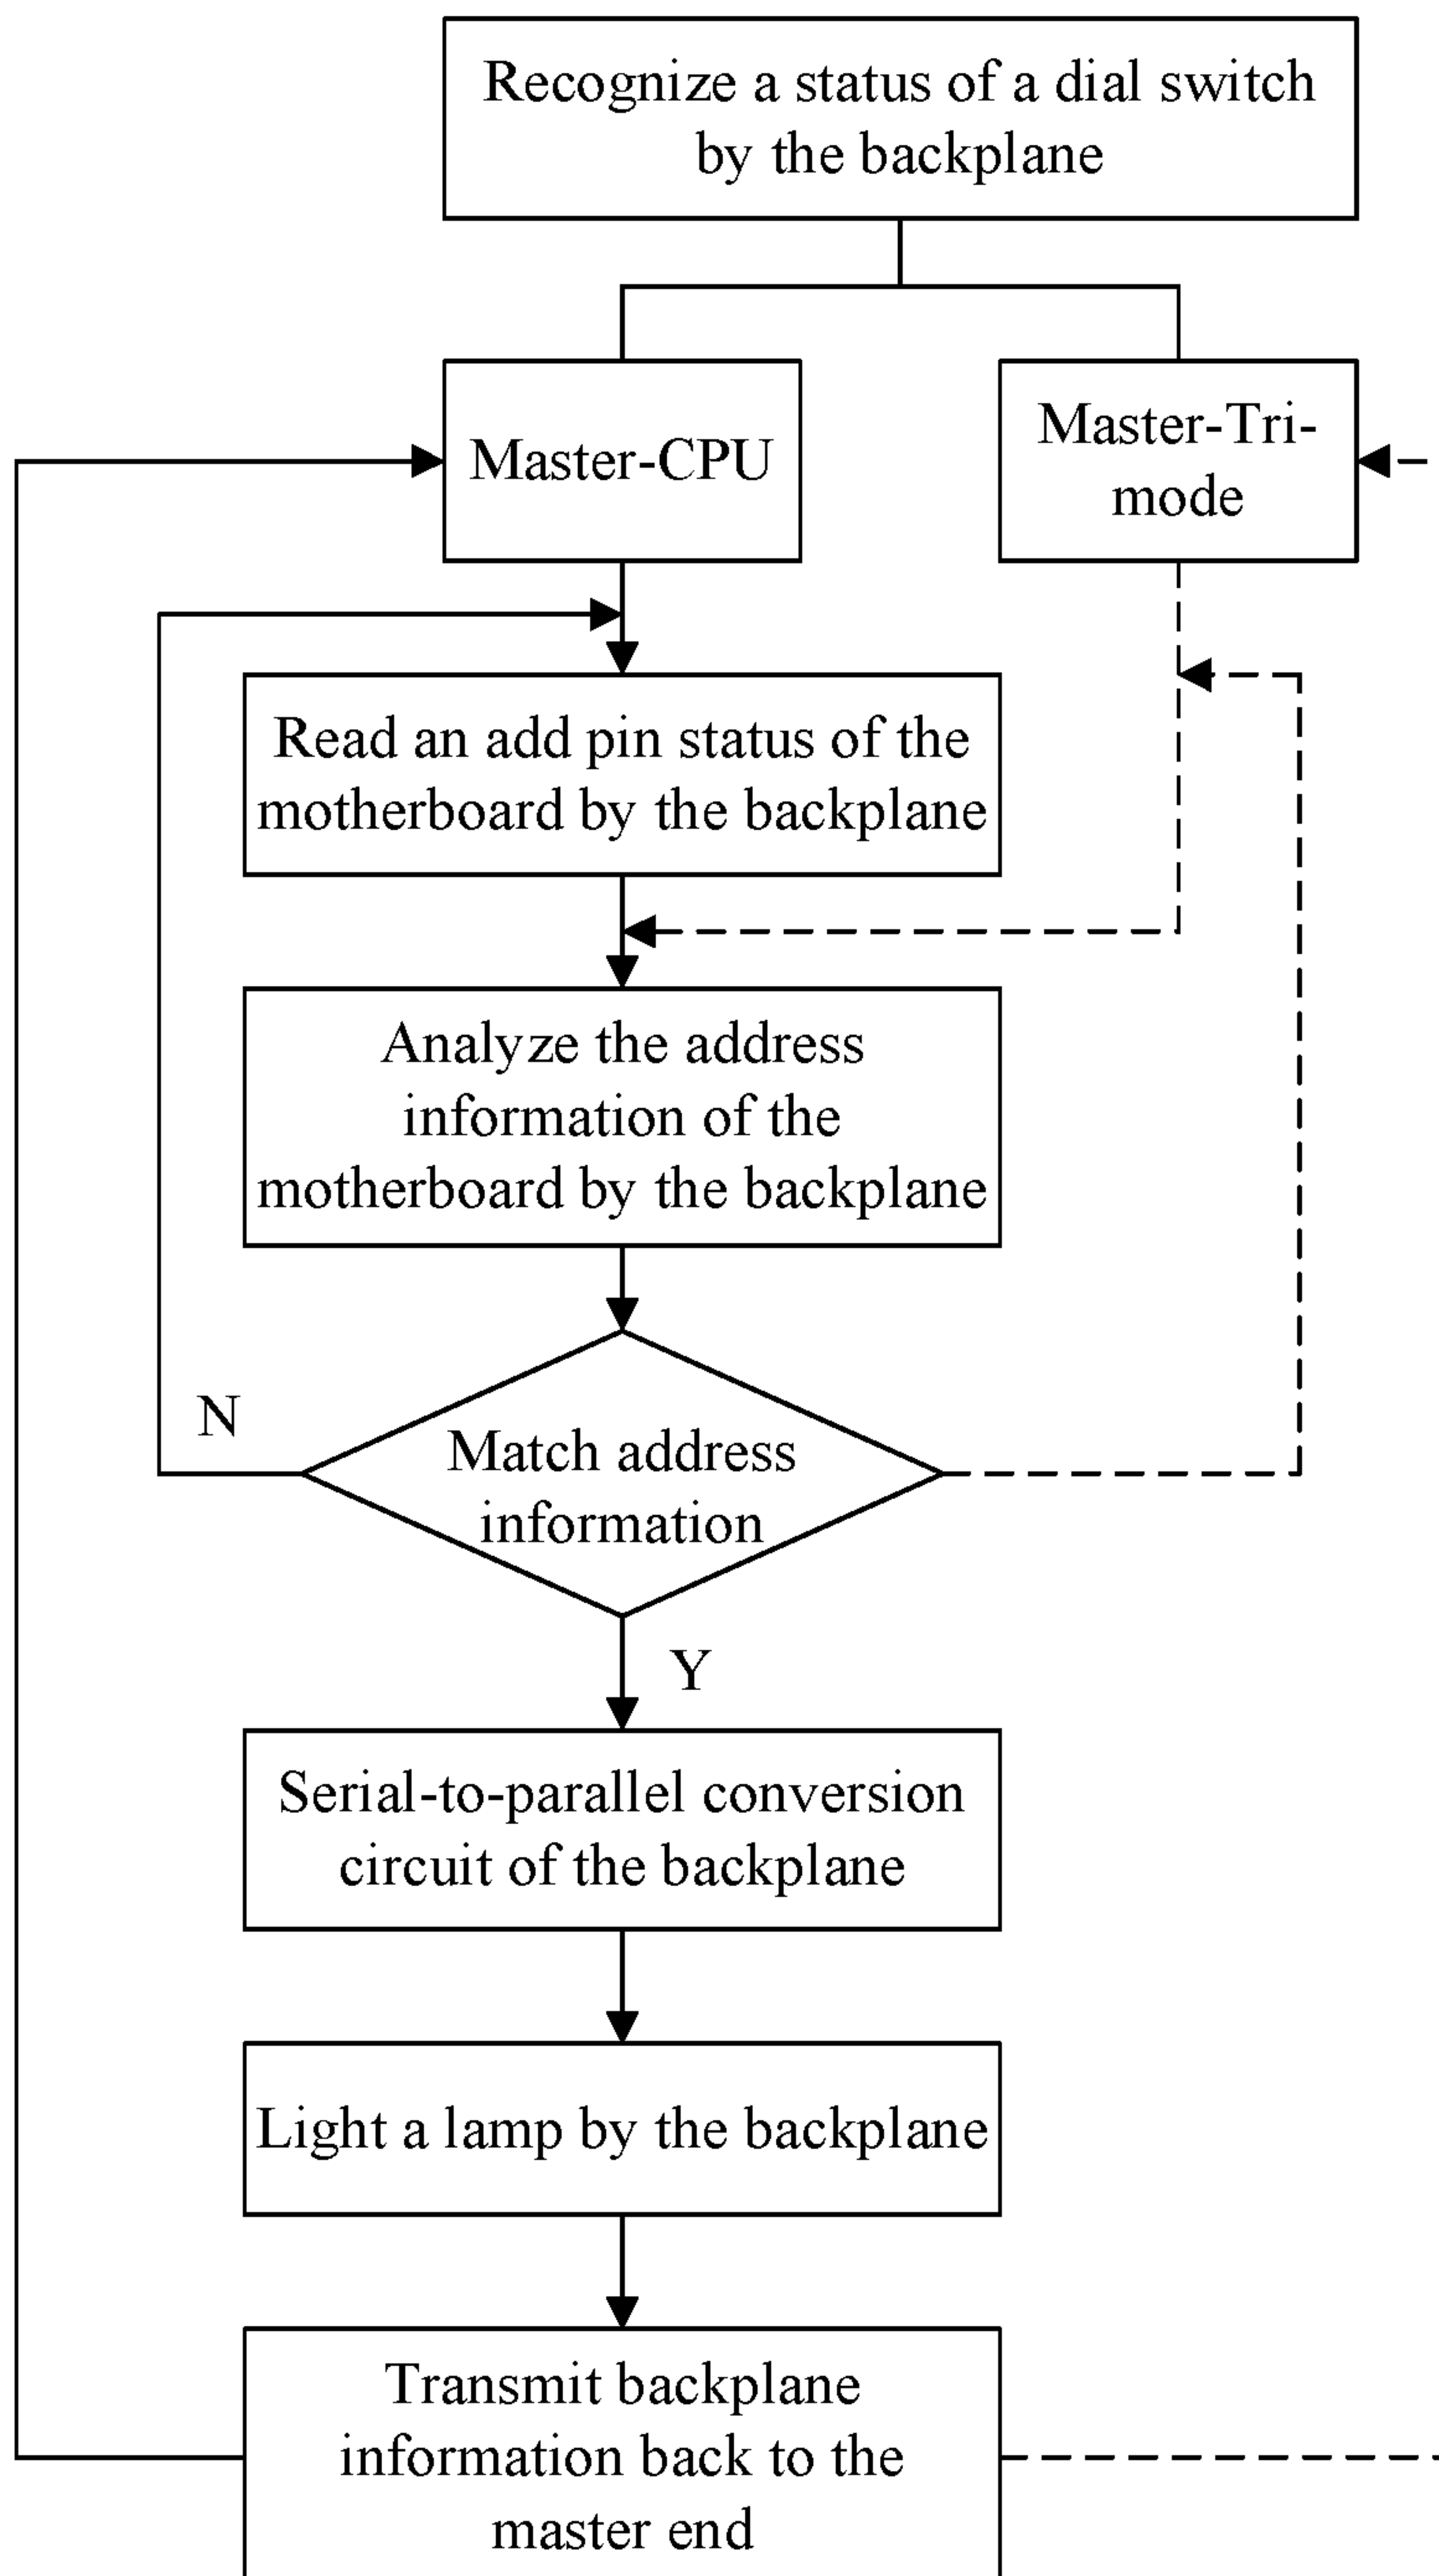 Recognize a status of a dial switch
by the backplane
Master-CPU
Master-Tri-
mode
Read an add pin status of the
motherboard by the backplane
Analyze the address
information of the
motherboard by the backplane
N
Match address
information
Y
Serial-to-parallel conversion
circuit of the backplane
Light a lamp by the backplane
Transmit backplane
information back to the
master end